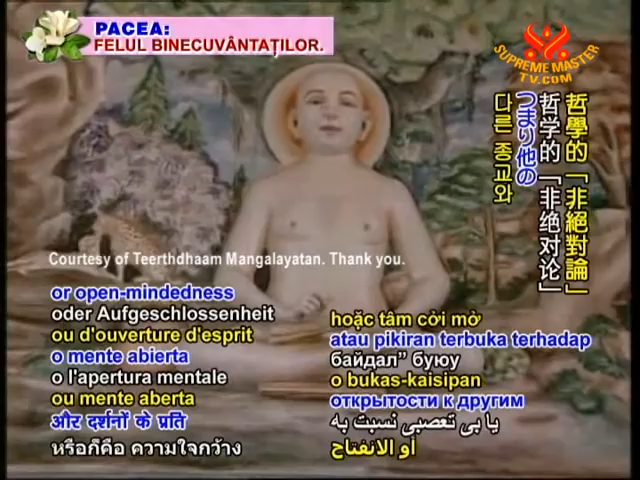 PACEA:
FELUL BINECUVÂNTAȚILOR.
SUPREME MASTER
TV.COM
哲學的「非絕對論」
哲学的「非绝对论」
つまり他の
다른 종교와
Courtesy of Teerthdhaam Mangalayatan. Thank you.
or open-mindedness
oder Aufgeschlossenheit
ou d'ouverture d'esprit
o mente abierta
o l'apertura mentale
ou mente aberta
और दर्शनों के प्रति
หรือก็คือ ความใจกว้าง
hoặc tâm cởi mở
atau pikiran terbuka terhadap
байдал” буюу
o bukas-kaisipan
открытости к другим
یا بی تعصبی نسبت به
او الانفتاح